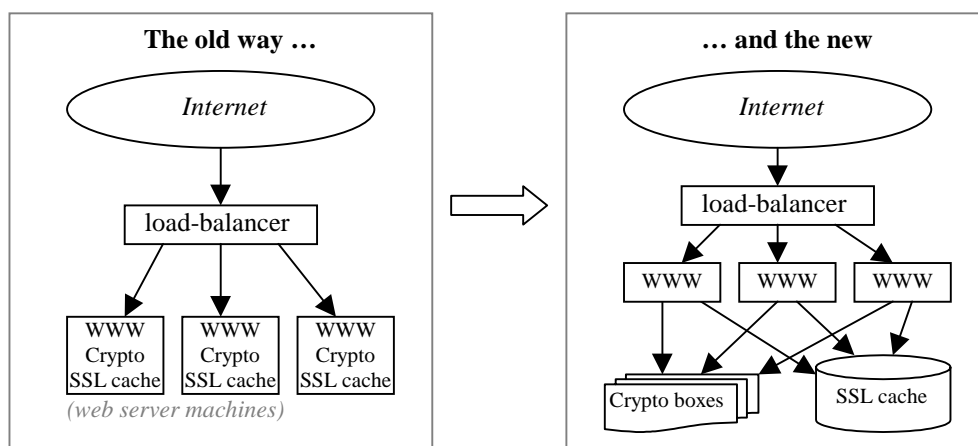 The old way …
Internet
load-balancer
WWW
Crypto
SSL cache
WWW
Crypto
SSL cache
WWW
Crypto
SSL cache
(web server machines)
… and the new
Internet
load-balancer
WWW
WWW
WWW
Crypto boxes
SSL cache